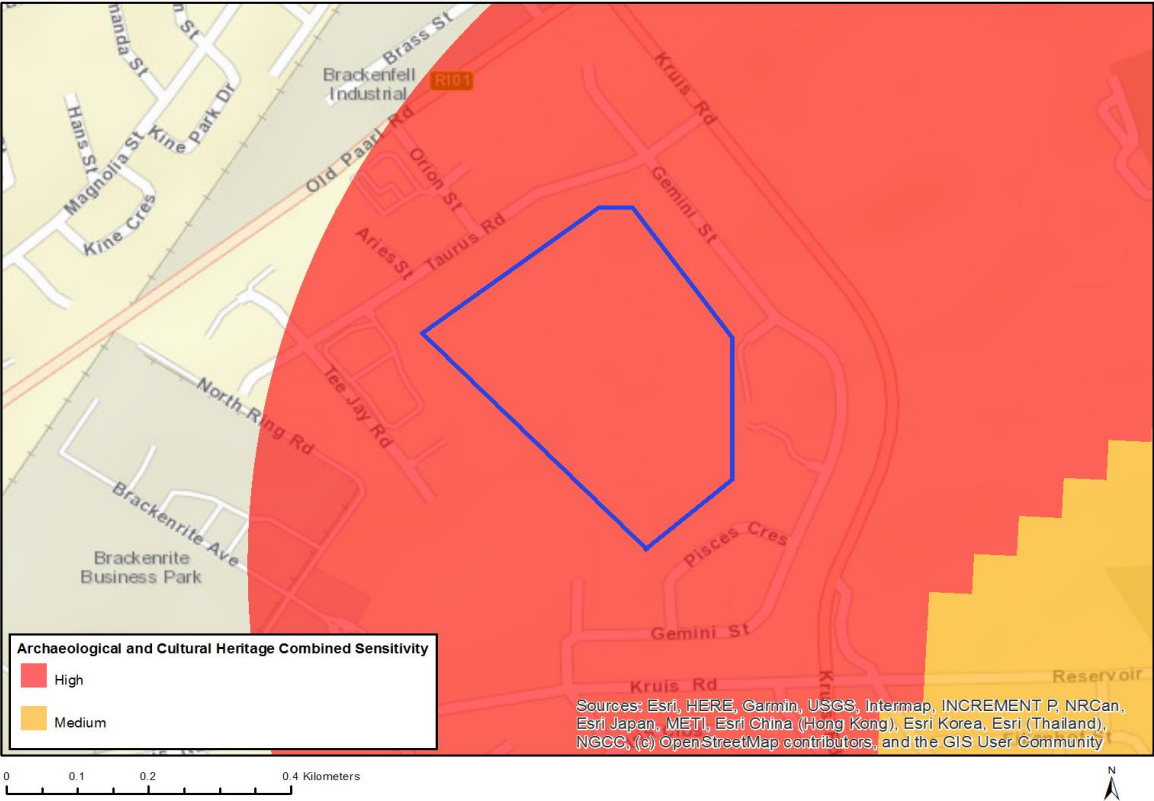 Brass St
Brackenfell
Industrial
R101
Kruis Rd
Hans St
Kine Park Dr
Magnolia St
Old Paarl Rd
Orion St
Gemini St
Kine Cres
Aries St
Taurus Rd
Tee Jay Rd
North Ring Rd
Brackenrite Ave
Pisces Cres
Brackenrite
Business Park
Gemini St
Kruis Rd
Reservoir
Archaeological and Cultural Heritage Combined Sensitivity
High
Medium
Sources: Esri, HERE, Garmin, USGS, Intermap, INCREMENT P, NRCan,
Esri Japan, METI, Esri China (Hong Kong), Esri Korea, Esri (Thailand),
NGCC, (c) OpenStreetMap contributors, and the GIS User Community
0 0.1 0.2 0.4 Kilometers
N